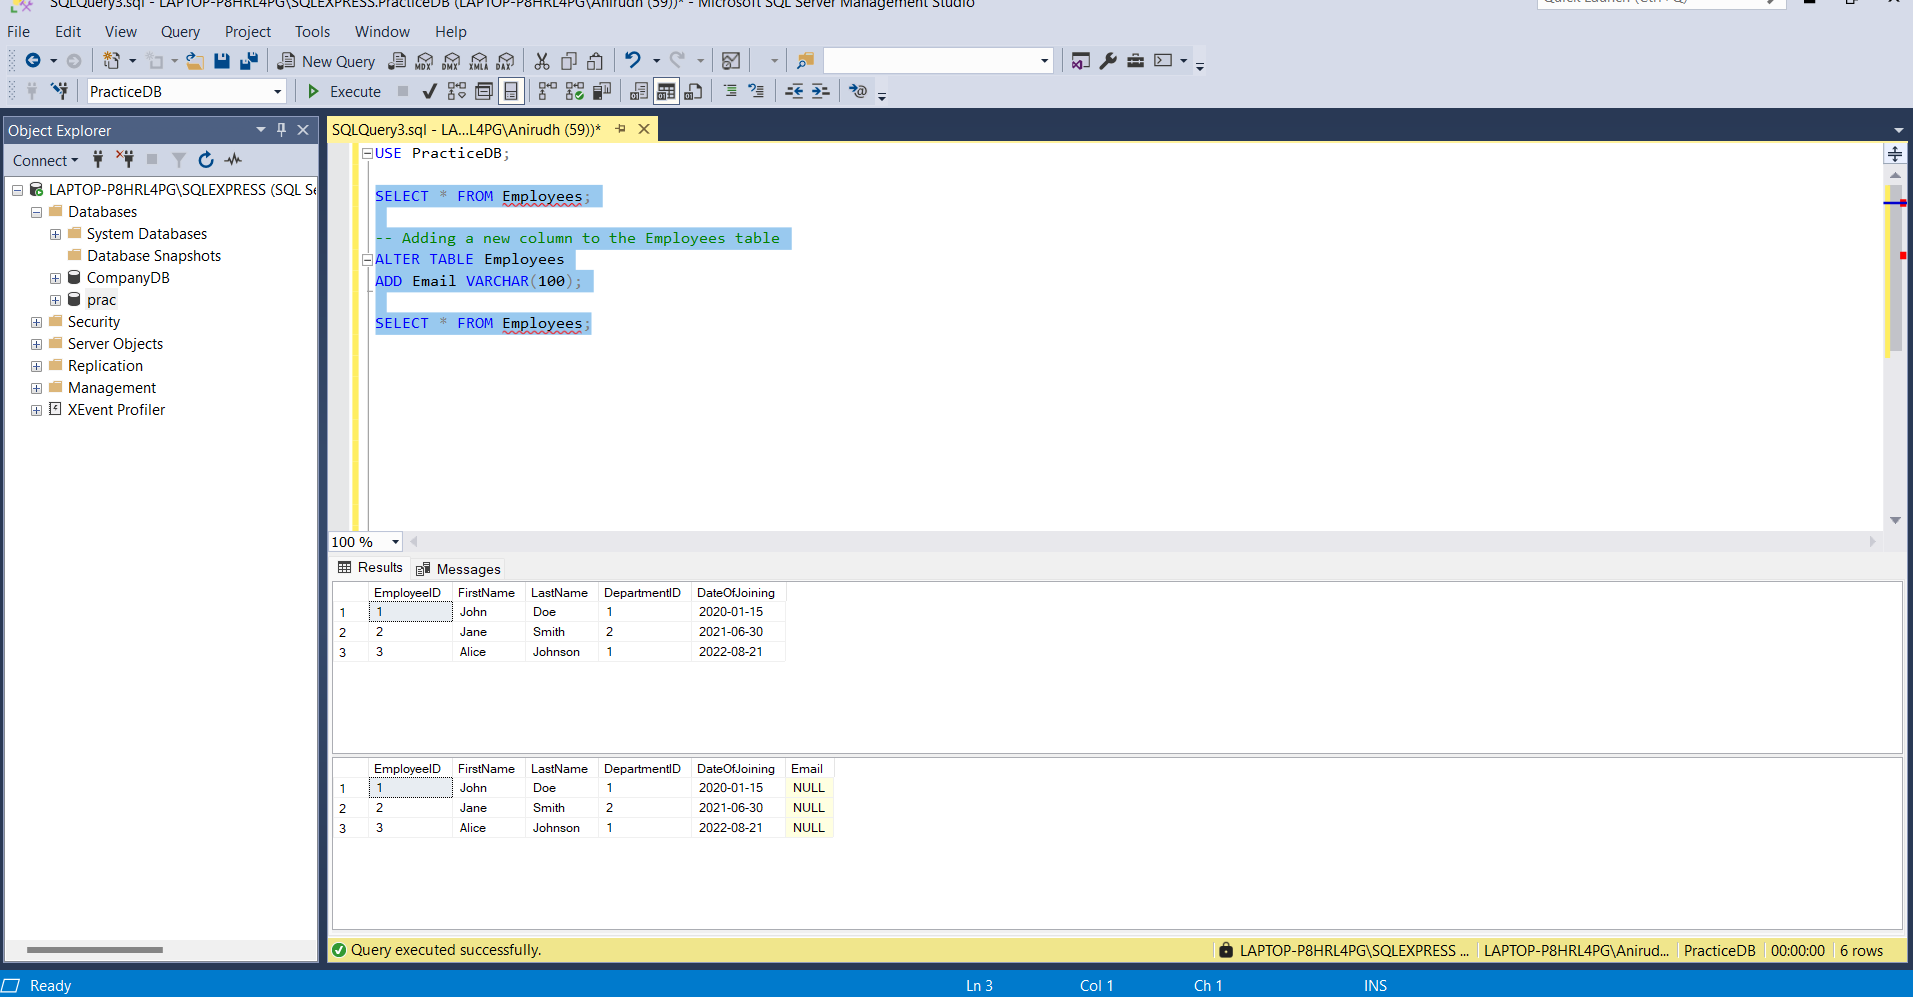 SQLQuery3.sql - LAPTOP-P8HRL4PG\SQLEXPRESS.PracticeDB (LAPTOP-P8HRL4PG\Anirudh (59))* - Microsoft SQL Server Management Studio
Quick Launch (Ctrl+Q)
File Edit View Query Project Tools Window Help
New Query MDX DMX XMLA DAX
PracticeDB Execute
Object Explorer
Connect
LAPTOP-P8HRL4PG\SQLEXPRESS (SQL Se
Databases
System Databases
Database Snapshots
CompanyDB
prac
Security
Server Objects
Replication
Management
XEvent Profiler
SQLQuery3.sql - LA...L4PG\Anirudh (59))*
USE PracticeDB;
SELECT * FROM Employees;
-- Adding a new column to the Employees table
ALTER TABLE Employees
ADD Email VARCHAR(100);
SELECT * FROM Employees;
100 %
Results Messages
EmployeeID FirstName LastName DepartmentID DateOfJoining
1 1 John Doe 1 2020-01-15
2 2 Jane Smith 2 2021-06-30
3 3 Alice Johnson 1 2022-08-21
EmployeeID FirstName LastName DepartmentID DateOfJoining Email
1 1 John Doe 1 2020-01-15 NULL
2 2 Jane Smith 2 2021-06-30 NULL
3 3 Alice Johnson 1 2022-08-21 NULL
Query executed successfully. LAPTOP-P8HRL4PG\SQLEXPRESS ... LAPTOP-P8HRL4PG\Anirud... PracticeDB 00:00:00 6 rows
Ready Ln 3 Col 1 Ch 1 INS